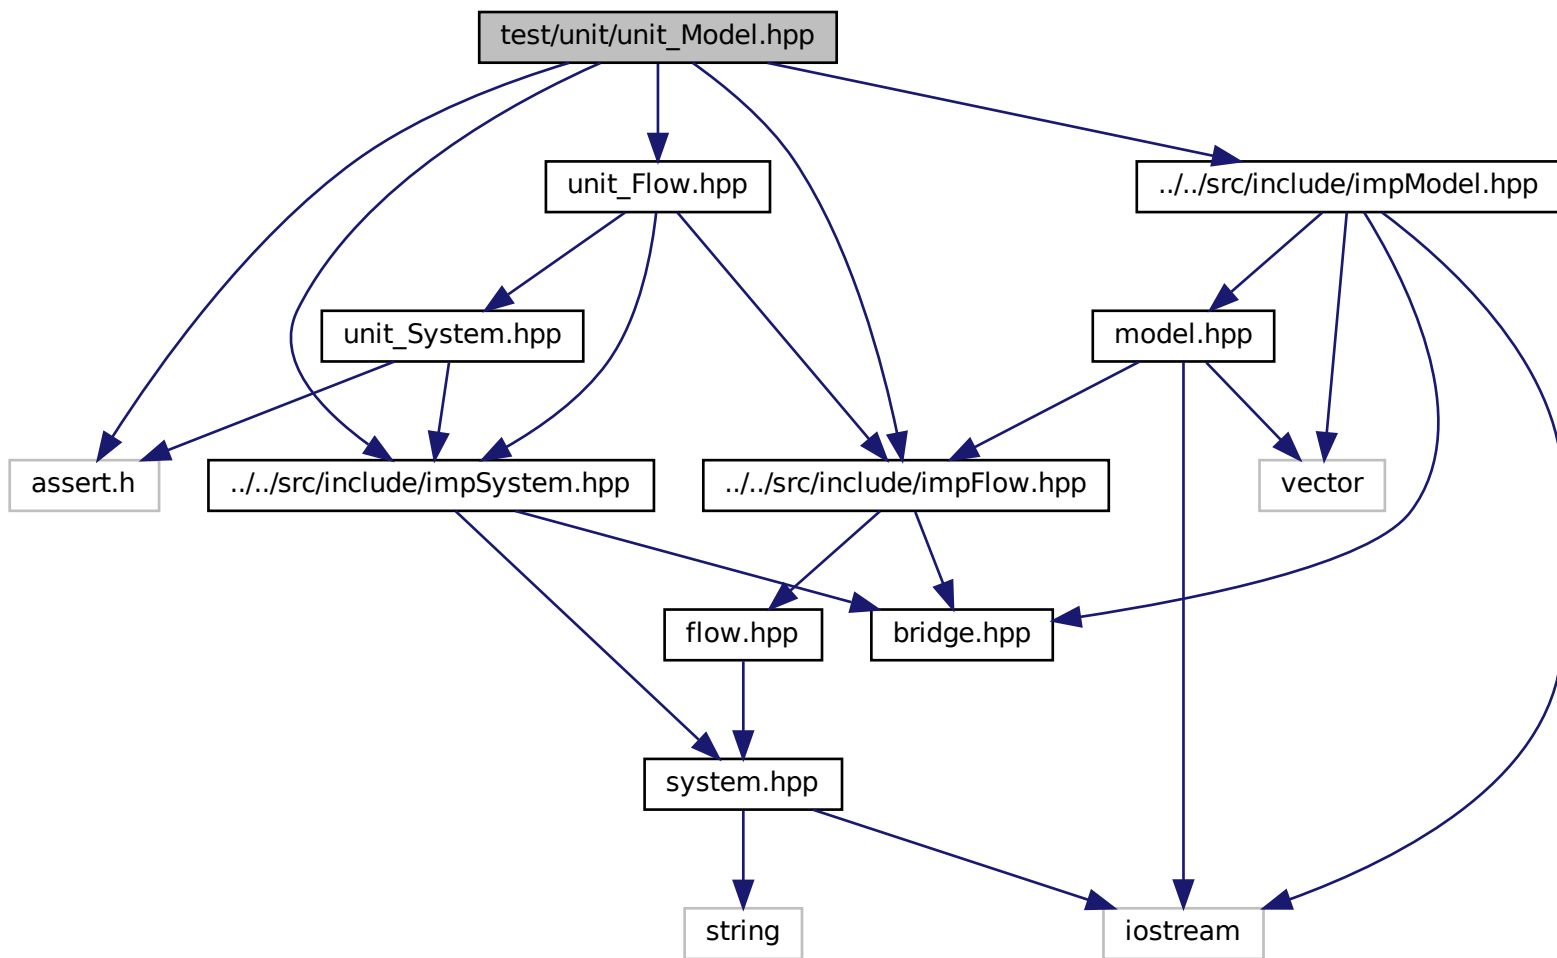 test/unit/unit_Model.hpp
unit_Flow.hpp
../../src/include/impModel.hpp
unit_System.hpp
model.hpp
assert.h
../../src/include/impSystem.hpp
../../src/include/impFlow.hpp
vector
flow.hpp
bridge.hpp
system.hpp
string
iostream